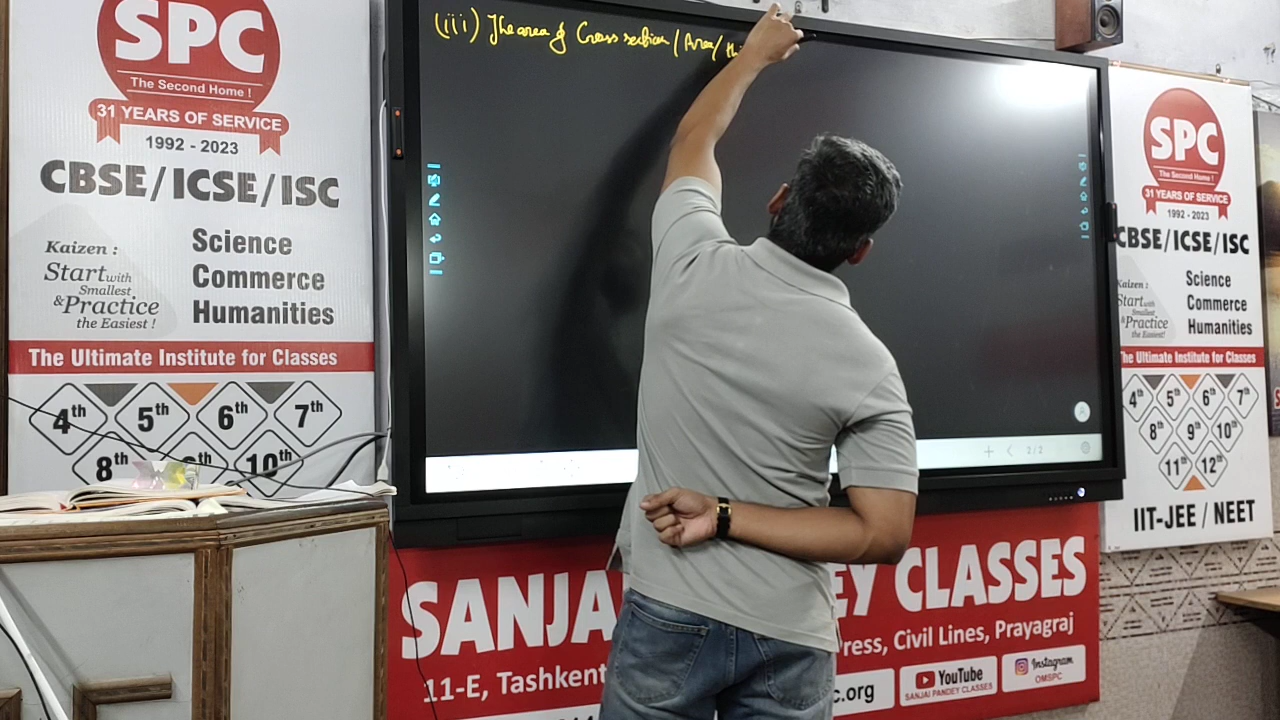 SPC
The Second Home !
31 YEARS OF SERVICE
1992 - 2023
CBSE/ICSE/ISC
Kaizen :
Start with
Smallest
& Practice
the Easiest !
Science
Commerce
Humanities
The Ultimate Institute for Classes
4th 5th 6th 7th
8th 9th 10th
(iii) The area of Cross section / Area /
2/2
SPC
The Second Home !
31 YEARS OF SERVICE
1992 - 2023
CBSE/ICSE/ISC
Kaizen :
Start with
Smallest
& Practice
the Easiest!
Science
Commerce
Humanities
The Ultimate Institute for Classes
4th 5th 6th 7th
8th 9th 10th
11th 12th
IIT-JEE / NEET
SANJA EY CLASSES
11-E, Tashkent ress, Civil Lines, Prayagraj
.org YouTube Instagram
SANJAI PANDEY CLASSES OMSPC